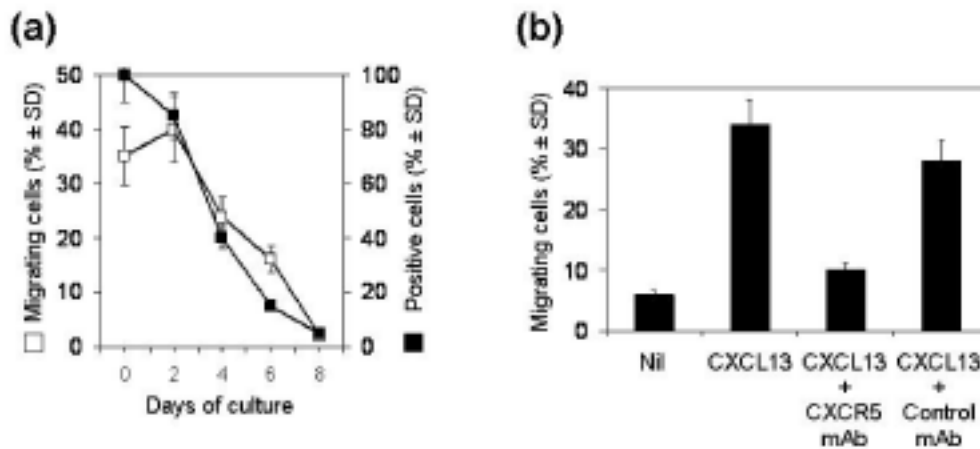 (a)
Migrating cells (% ± SD)
50
40
30
20
10
0
100
80
60
40
20
0
Positive cells (% ± SD)
0 2 4 6 8
Days of culture
(b)
Migrating cells (% ± SD)
40
30
20
10
0
Nil CXCL13 CXCL13 CXCL13
+ +
CXCR5 Control
mAb mAb